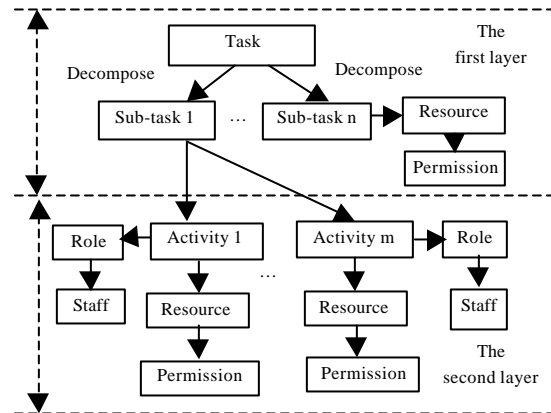 The
first layer
Task
Decompose
Decompose
Sub-task 1
…
Sub-task n
Resource
Permission
Role
Activity 1
Activity m
Role
…
Staff
Resource
Resource
Staff
Permission
Permission
The
second layer